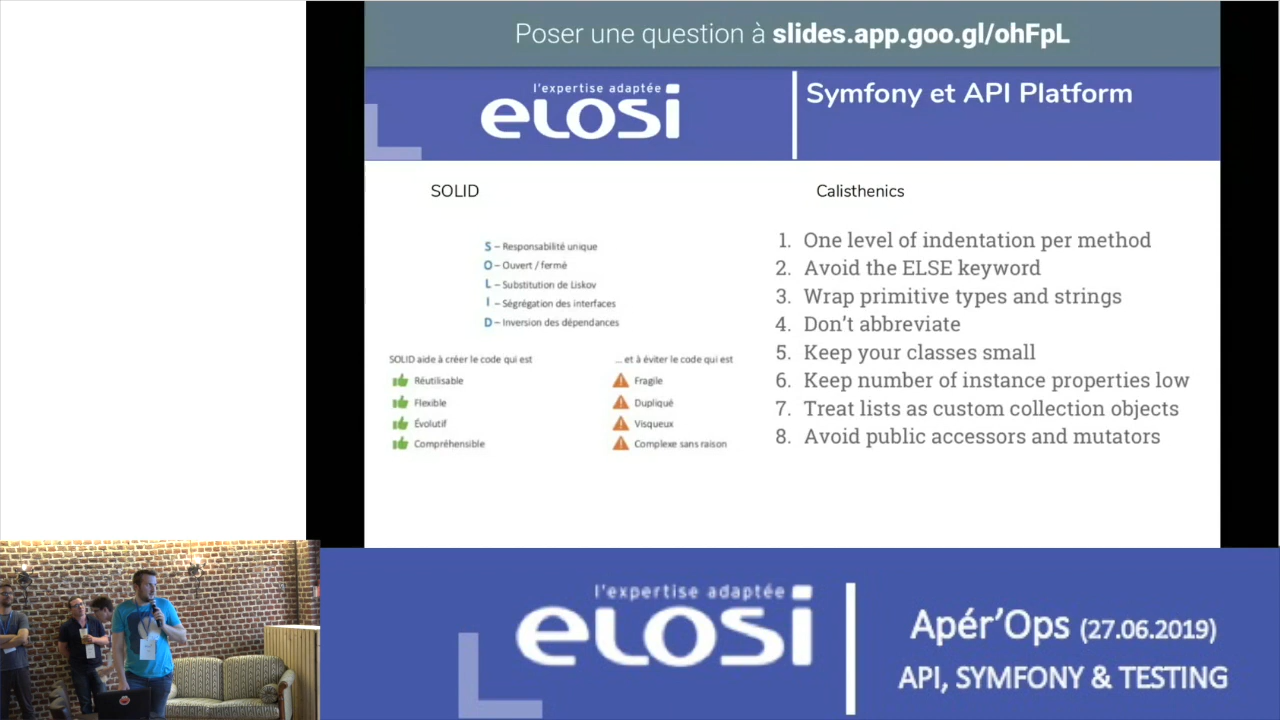 Poser une question à slides.app.goo.gl/ohFpL
l'expertise adaptée
eLOSI
Symfony et API Platform
SOLID
S – Responsabilité unique
O – Ouvert / fermé
L – Substitution de Liskov
I – Ségrégation des interfaces
D – Inversion des dépendances
SOLID aide à créer le code qui est
Réutilisable
Flexible
Évolutif
Compréhensible
... et à éviter le code qui est
Fragile
Dupliqué
Visqueux
Complexe sans raison
Calisthenics
1. One level of indentation per method
2. Avoid the ELSE keyword
3. Wrap primitive types and strings
4. Don't abbreviate
5. Keep your classes small
6. Keep number of instance properties low
7. Treat lists as custom collection objects
8. Avoid public accessors and mutators
l'expertise adaptée
eLOSI
Apér'Ops (27.06.2019)
API, SYMFONY & TESTING